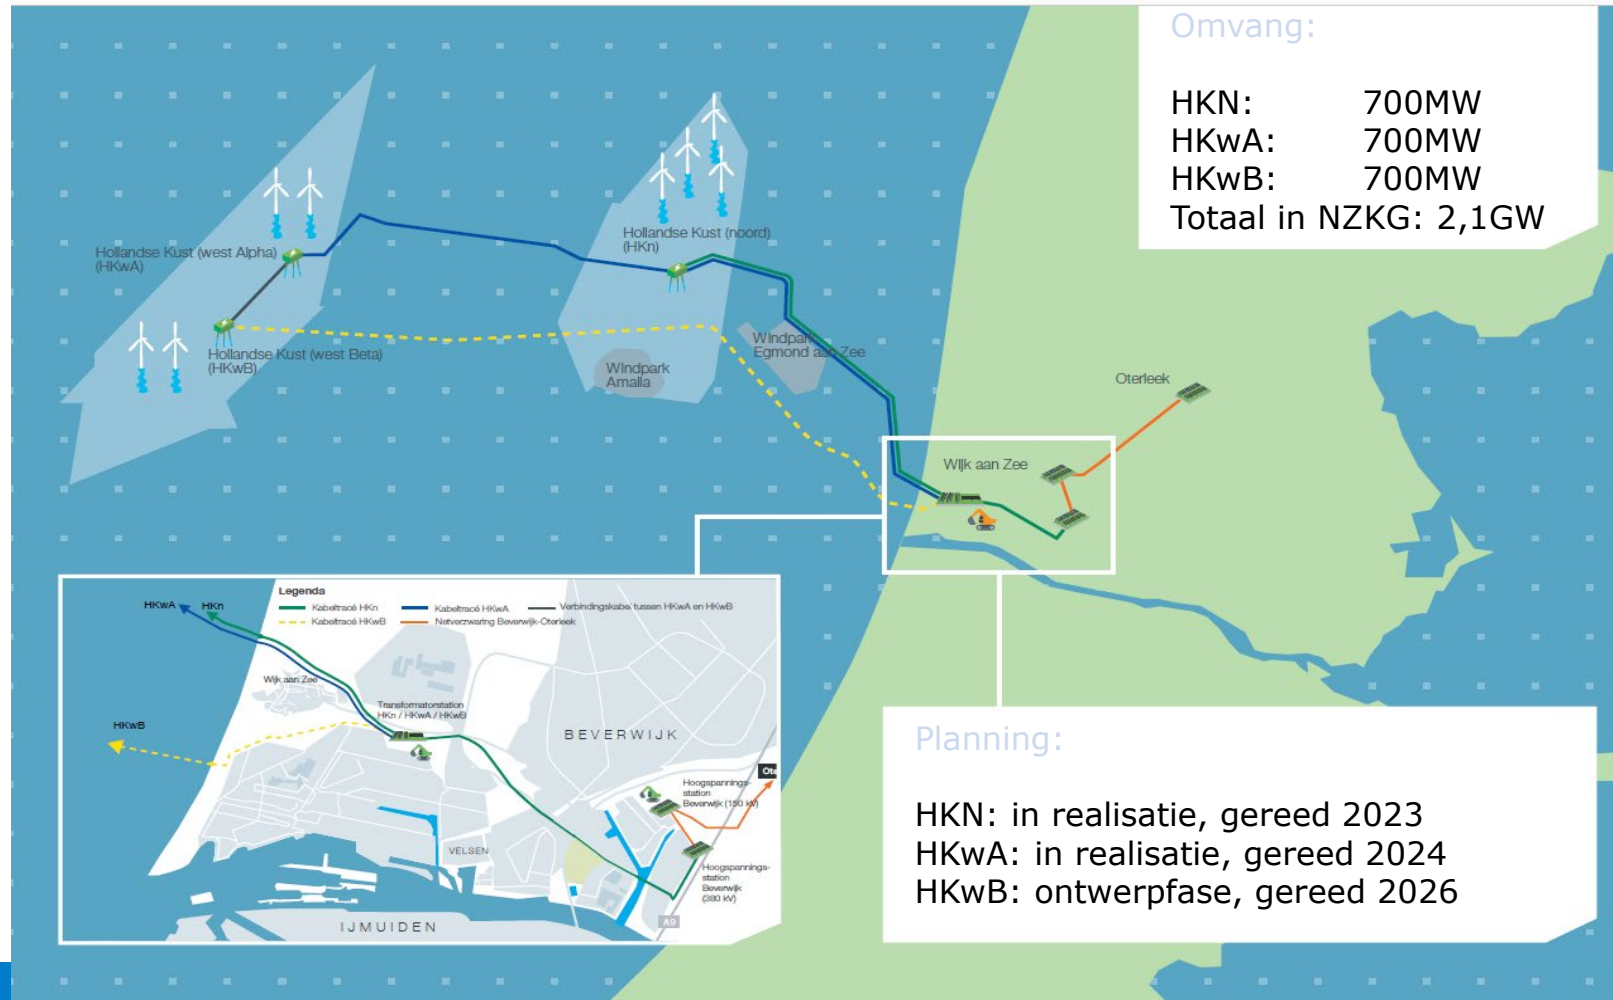 Omvang:
HKN: 700MW
HKwA: 700MW
HKwB: 700MW
Totaal in NZKG: 2,1GW
Hollandse Kust (west Alpha)
(HKwA)
Hollandse Kust (noord)
(HKn)
Hollandse Kust (west Beta)
(HKwB)
Windpark
Egmond aan Zee
Windpark
Amalia
Oterleek
Wijk aan Zee
Legenda
Kabeltracé HKn
Kabeltracé HKwA
Verbindingskabel tussen HKwA en HKwB
Kabeltracé HKwB
Netverzwaring Beverwijk-Oterleek
HKwA
HKn
Wijk aan Zee
Transformatorstation
HKn / HKwA / HKwB
HKwB
BEVERWIJK
Ote
Hoogspannings-
station
Beverwijk (150 kV)
VELSEN
Hoogspannings-
station
Beverwijk
(380 kV)
A9
IJMUIDEN
Planning:
HKN: in realisatie, gereed 2023
HKwA: in realisatie, gereed 2024
HKwB: ontwerpfase, gereed 2026